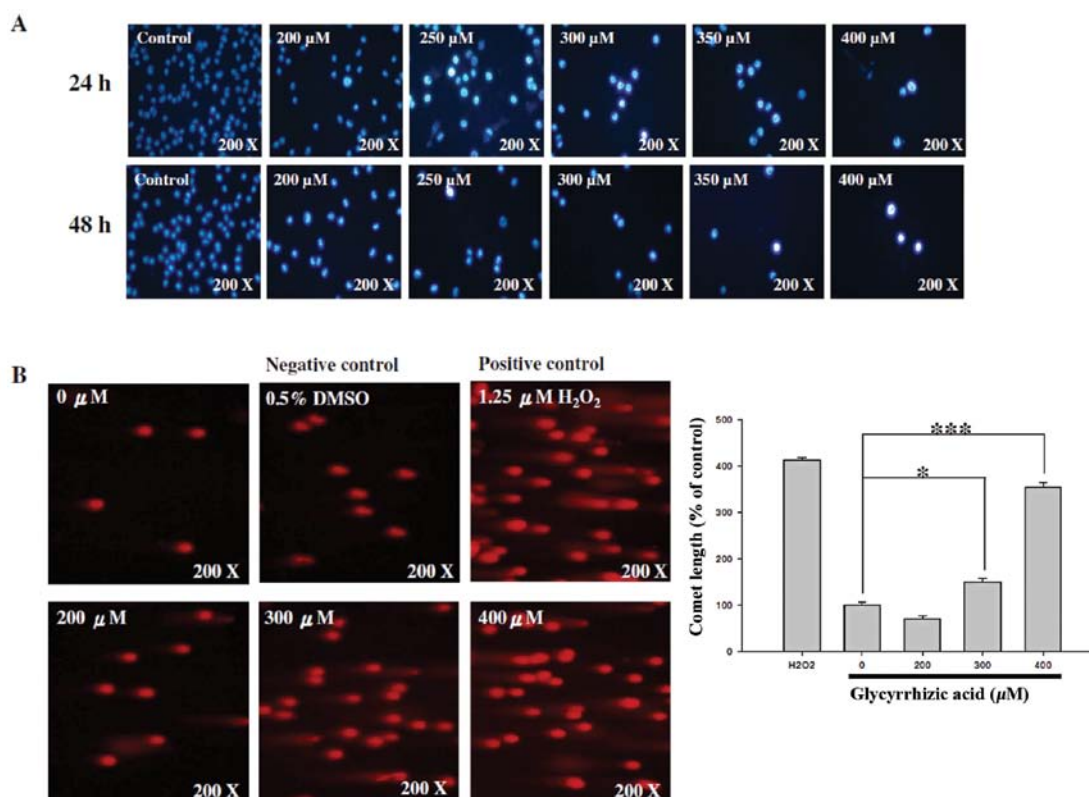 A
24 h
Control
200 X
200 µM
200 X
250 µM
200 X
300 µM
200 X
350 µM
200 X
400 µM
200 X
48 h
Control
200 X
200 µM
200 X
250 µM
200 X
300 µM
200 X
350 µM
200 X
400 µM
200 X
B
Negative control
Positive control
0 µM
200 X
0.5% DMSO
200 X
1.25 µM H₂O₂
200 X
200 µM
200 X
300 µM
200 X
400 µM
200 X
Comet length (% of control)
500
400
300
200
100
0
***
*
H2O2
0
200
300
400
Glycyrrhizic acid (µM)